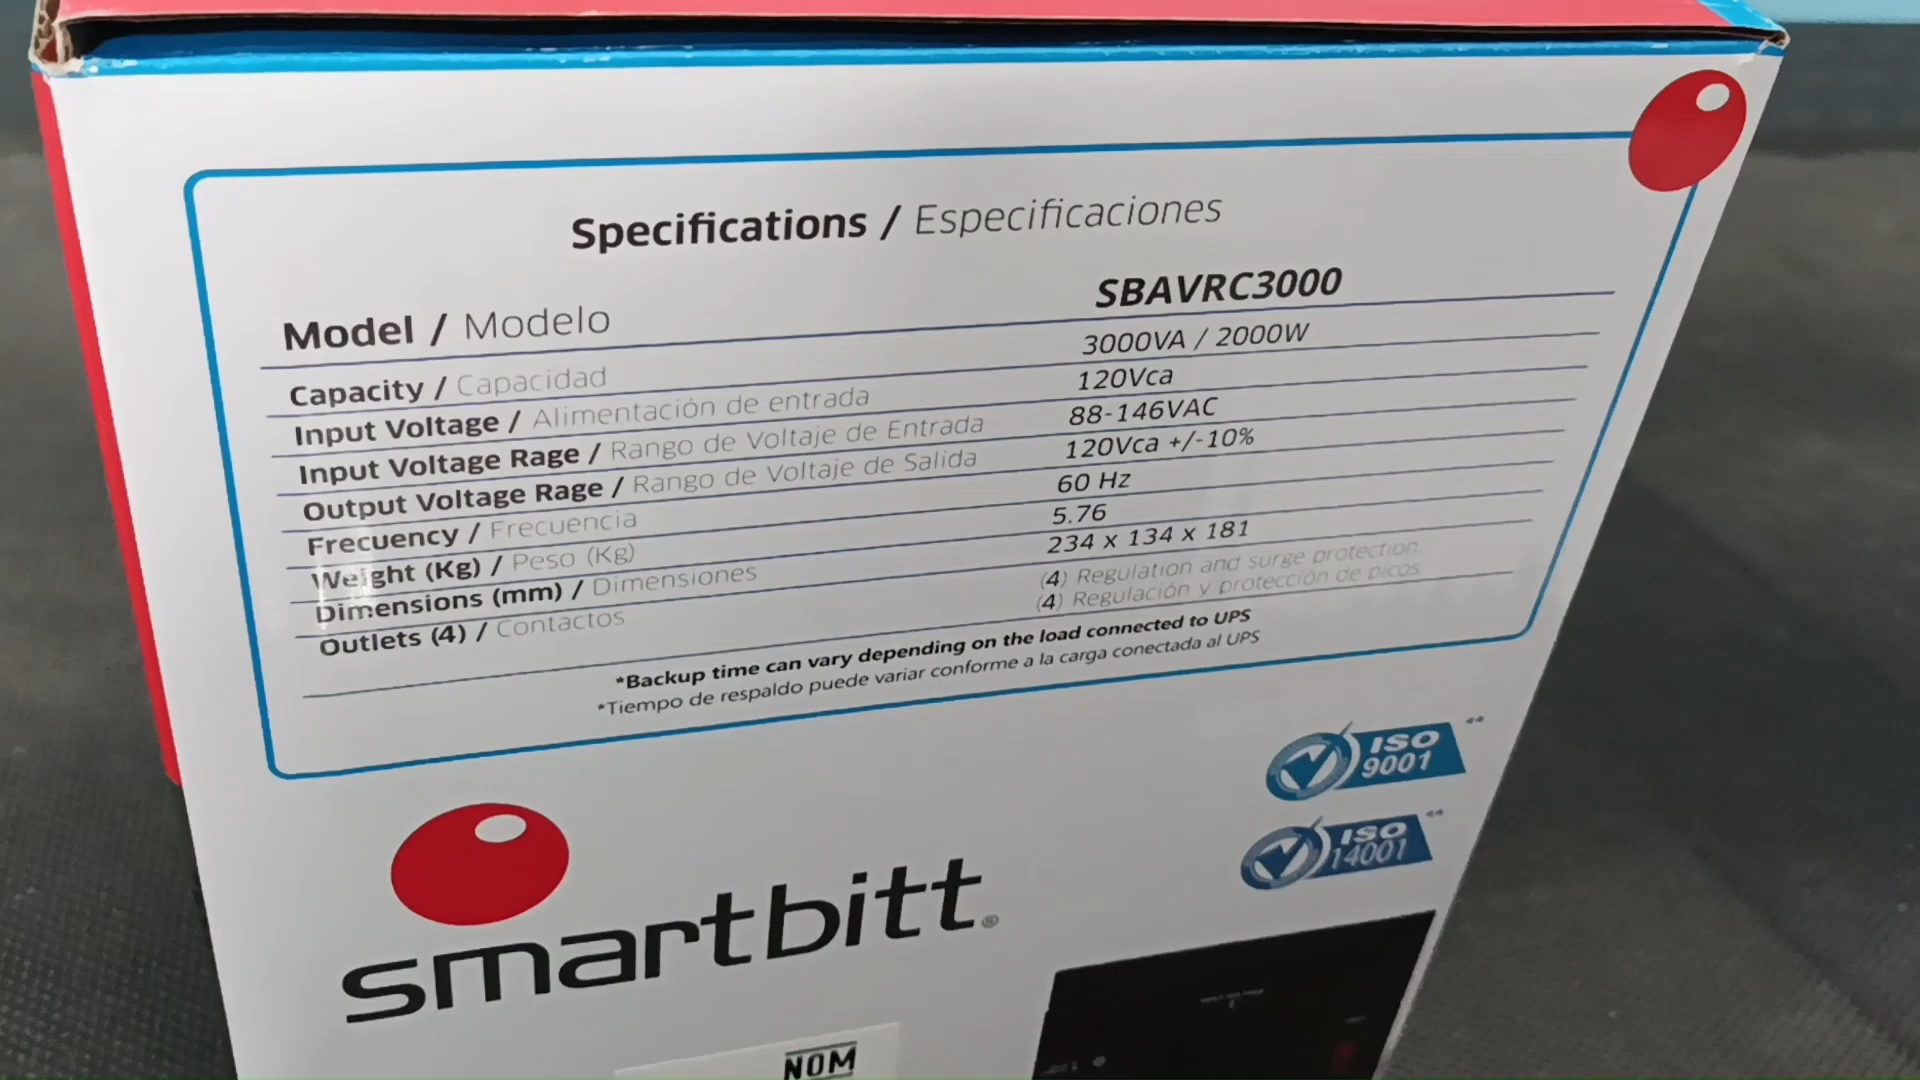 Specifications / Especificaciones
Model / Modelo SBAVRC3000
Capacity / Capacidad 3000VA / 2000W
Input Voltage / Alimentación de entrada 120Vca
Input Voltage Rage / Rango de Voltaje de Entrada 88-146VAC
Output Voltage Rage / Rango de Voltaje de Salida 120Vca +/-10%
Frecuency / Frecuencia 60 Hz
Weight (Kg) / Peso (Kg) 5.76
Dimensions (mm) / Dimensiones 234 x 134 x 181
Outlets (4) / Contactos (4) Regulation and surge protection
(4) Regulación y protección de picos
*Backup time can vary depending on the load connected to UPS
*Tiempo de respaldo puede variar conforme a la carga conectada al UPS
ISO
9001
ISO
14001
smartbitt®
NOM